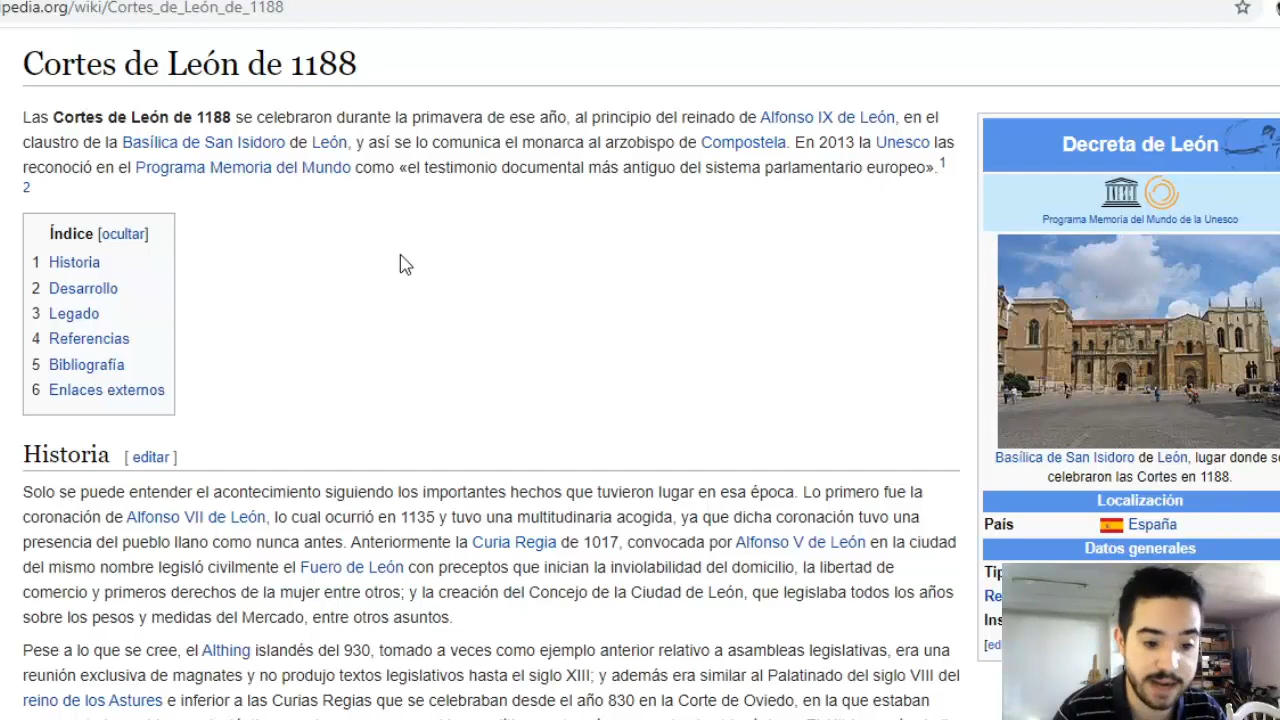 ipedia.org/wiki/Cortes_de_León_de_1188
Cortes de León de 1188
Las Cortes de León de 1188 se celebraron durante la primavera de ese año, al principio del reinado de Alfonso IX de León, en el
claustro de la Basílica de San Isidoro de León, y así se lo comunica el monarca al arzobispo de Compostela. En 2013 la Unesco las
reconoció en el Programa Memoria del Mundo como «el testimonio documental más antiguo del sistema parlamentario europeo».1
2
Índice [ocultar]
1 Historia
2 Desarrollo
3 Legado
4 Referencias
5 Bibliografía
6 Enlaces externos
Historia [ editar ]
Solo se puede entender el acontecimiento siguiendo los importantes hechos que tuvieron lugar en esa época. Lo primero fue la
coronación de Alfonso VII de León, lo cual ocurrió en 1135 y tuvo una multitudinaria acogida, ya que dicha coronación tuvo una
presencia del pueblo llano como nunca antes. Anteriormente la Curia Regia de 1017, convocada por Alfonso V de León en la ciudad
del mismo nombre legisló civilmente el Fuero de León con preceptos que inician la inviolabilidad del domicilio, la libertad de
comercio y primeros derechos de la mujer entre otros; y la creación del Concejo de la Ciudad de León, que legislaba todos los años
sobre los pesos y medidas del Mercado, entre otros asuntos.
Pese a lo que se cree, el Althing islandés del 930, tomado a veces como ejemplo anterior relativo a asambleas legislativas, era una
reunión exclusiva de magnates y no produjo textos legislativos hasta el siglo XIII; y además era similar al Palatinado del siglo VIII del
reino de los Astures e inferior a las Curias Regias que se celebraban desde el año 830 en la Corte de Oviedo, en la que estaban
Decreta de León
Programa Memoria del Mundo de la Unesco
Basílica de San Isidoro de León, lugar donde s
celebraron las Cortes en 1188.
Localización
País España
Datos generales
Tip
Re
Ins
[ed